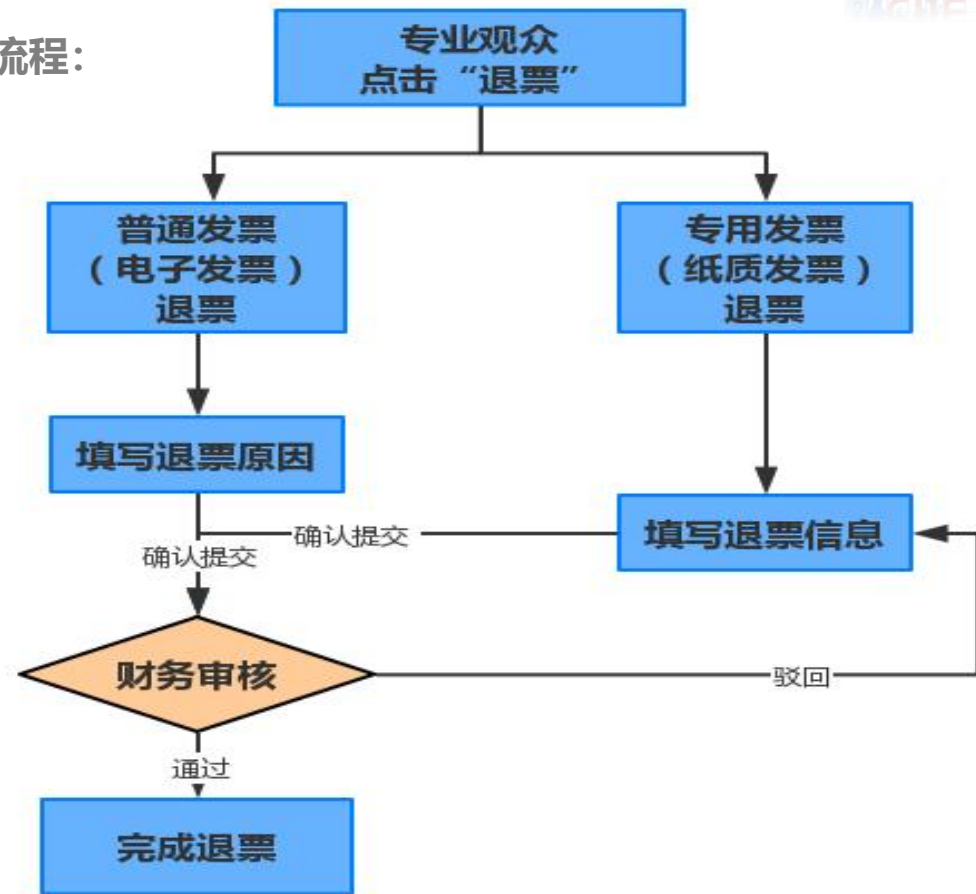 流程：
专业观众
点击“退票”
普通发票
（电子发票）
退票
专用发票
（纸质发票）
退票
填写退票原因
填写退票信息
确认提交
确认提交
财务审核
驳回
通过
完成退票